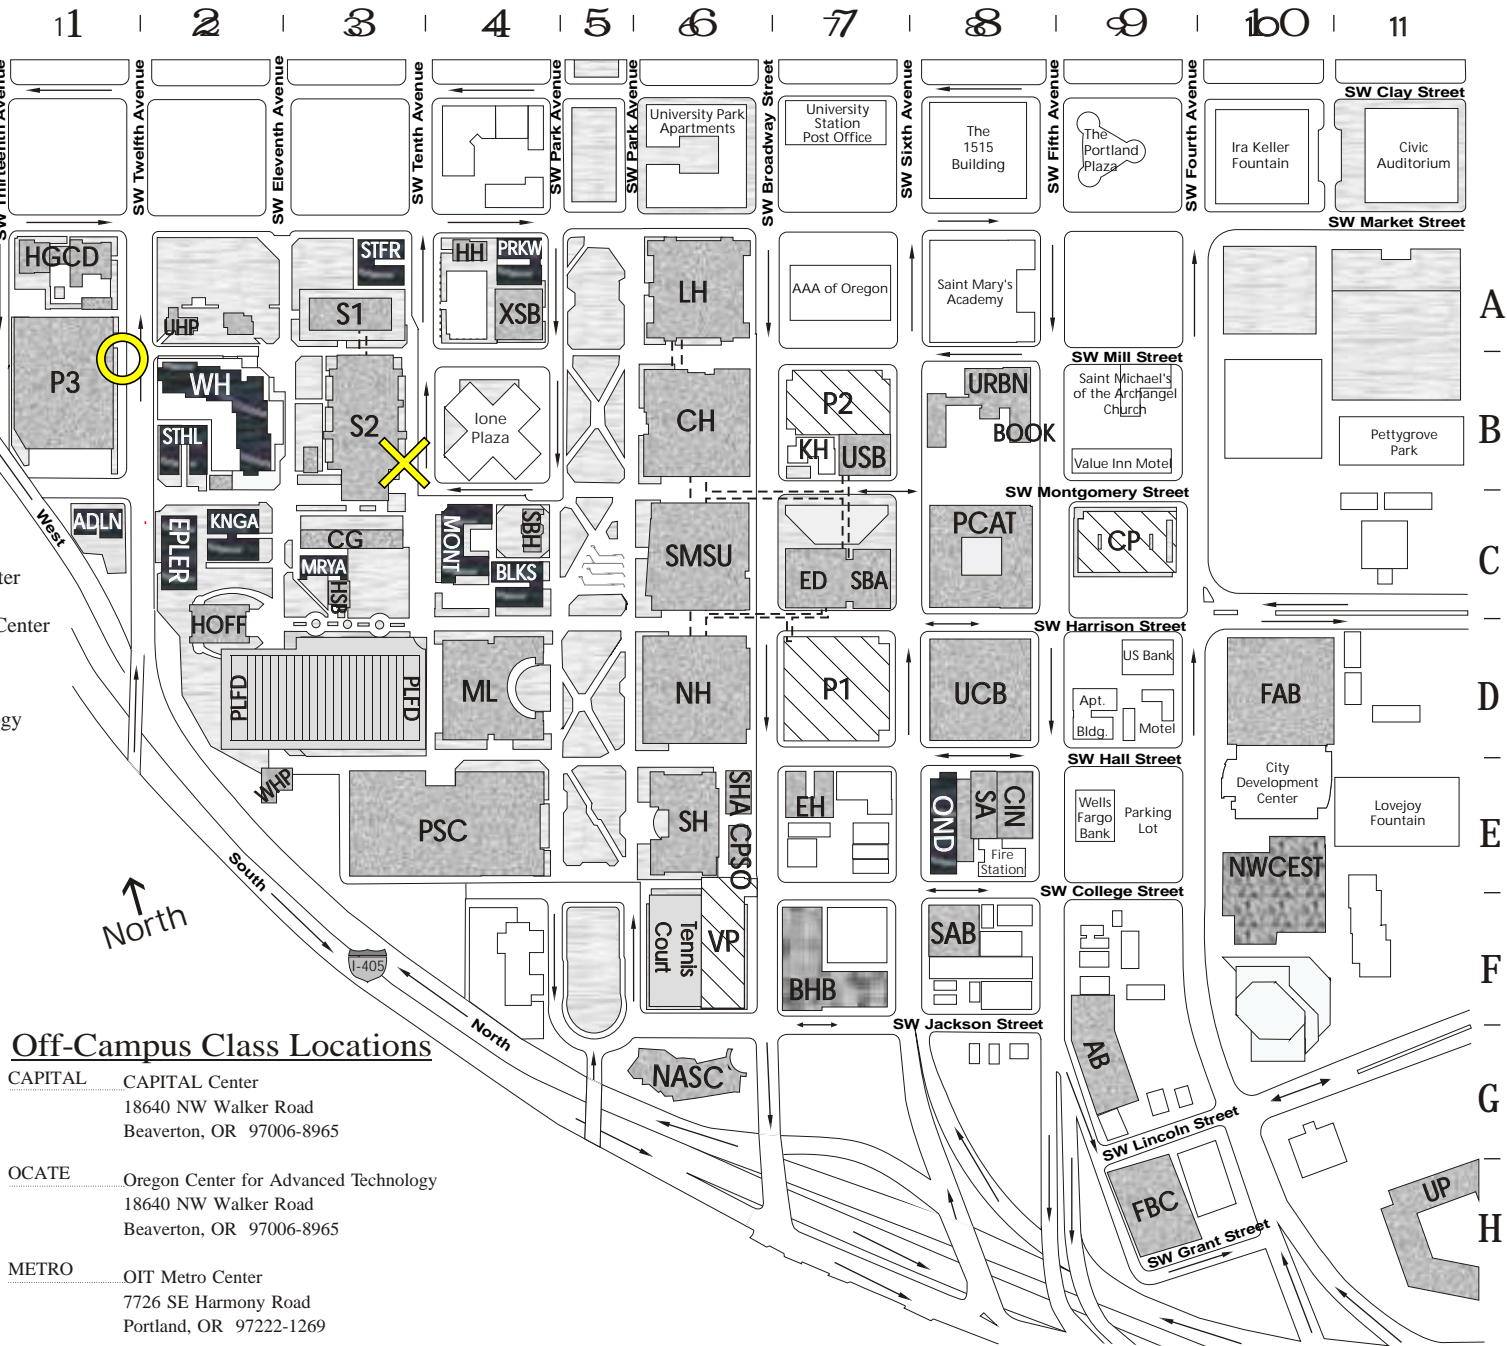 1 2 3 4 5 6 7 8 9 10 11
SW Thirteenth Avenue
SW Twelfth Avenue
SW Eleventh Avenue
SW Tenth Avenue
SW Park Avenue
SW Park Avenue
SW Broadway Street
SW Sixth Avenue
SW Fifth Avenue
SW Fourth Avenue
SW Clay Street
University Park
Apartments
University
Station
Post Office
The
1515
Building
The
Portland
Plaza
Ira Keller
Fountain
Civic
Auditorium
SW Market Street
HGCD
STFR
HH
PRKW
LH
AAA of Oregon
Saint Mary's
Academy
A
UHP
S1
XSB
SW Mill Street
P3
WH
STHL
S2
Ione
Plaza
CH
P2
KH
USB
URBN
BOOK
Saint Michael's
of the Archangel
Church
Value Inn Motel
Pettygrove
Park
B
SW Montgomery Street
West
ADLN
EPLER
KNGA
CG
MRYA
HSB
MONT
SBH
BLKS
SMSU
ED
SBA
PCAT
CP
C
ter
Center
gy
HOFF
SW Harrison Street
PLFD
PLFD
ML
NH
P1
UCB
US Bank
Apt.
Bldg.
Motel
FAB
D
SW Hall Street
WHP
PSC
SH
SHA
CPSO
EH
OND
SA
CIN
Fire
Station
Wells
Fargo
Bank
Parking
Lot
City
Development
Center
Lovejoy
Fountain
E
NWCEST
SW College Street
South
North
I-405
North
Tennis
Court
VP
BHB
SAB
F
SW Jackson Street
NASC
AB
G
SW Lincoln Street
FBC
UP
H
SW Grant Street
Off-Campus Class Locations
CAPITAL CAPITAL Center
18640 NW Walker Road
Beaverton, OR 97006-8965
OCATE Oregon Center for Advanced Technology
18640 NW Walker Road
Beaverton, OR 97006-8965
METRO OIT Metro Center
7726 SE Harmony Road
Portland, OR 97222-1269